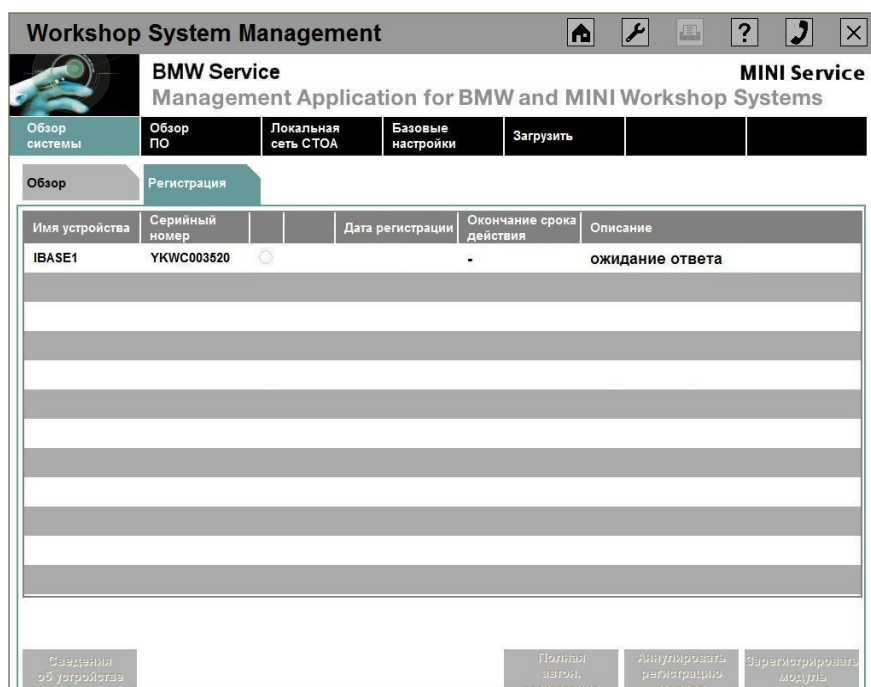 Workshop System Management
?
BMW Service
MINI Service
Management Application for BMW and MINI Workshop Systems
Обзор
системы
Обзор
ПО
Локальная
сеть СТОА
Базовые
настройки
Загрузить
Обзор
Регистрация
Имя устройства
Серийный
номер
Дата регистрации
Окончание срока
действия
Описание
IBASE1
YKWC003520
-
ожидание ответа
Сведения
об устройстве
Полная
автон.
Аннулировать
регистрацию
Зарегистрировать
модуль